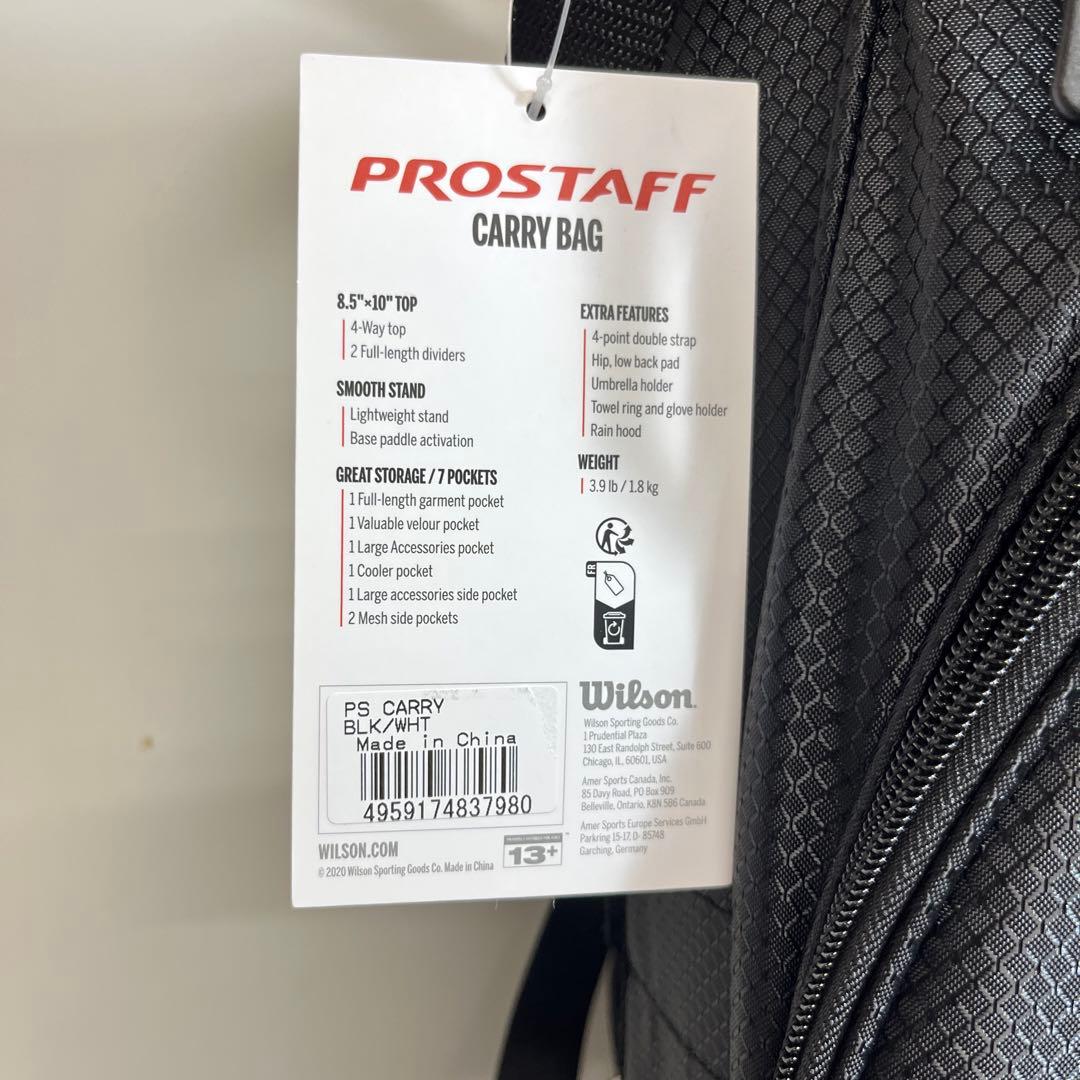 PROSTAFF
CARRY BAG
8.5"×10" TOP
4-Way top
2 Full-length dividers
SMOOTH STAND
Lightweight stand
Base paddle activation
GREAT STORAGE / 7 POCKETS
1 Full-length garment pocket
1 Valuable velour pocket
1 Large Accessories pocket
1 Cooler pocket
1 Large accessories side pocket
2 Mesh side pockets
EXTRA FEATURES
4-point double strap
Hip, low back pad
Umbrella holder
Towel ring and glove holder
Rain hood
WEIGHT
3.9 lb / 1.8 kg
FR
PS CARRY
BLK/WHT
Made in China
4959174837980
WILSON.COM
© 2020 Wilson Sporting Goods Co. Made in China
13+
Wilson.
Wilson Sporting Goods Co.
1 Prudential Plaza
130 East Randolph Street, Suite 600
Chicago, IL, 60601, USA
Amer Sports Canada, Inc.
85 Davy Road, PO Box 909
Belleville, Ontario, K8N 5B6 Canada
Amer Sports Europe Services GmbH
Parkring 15-17, D- 85748
Garching, Germany